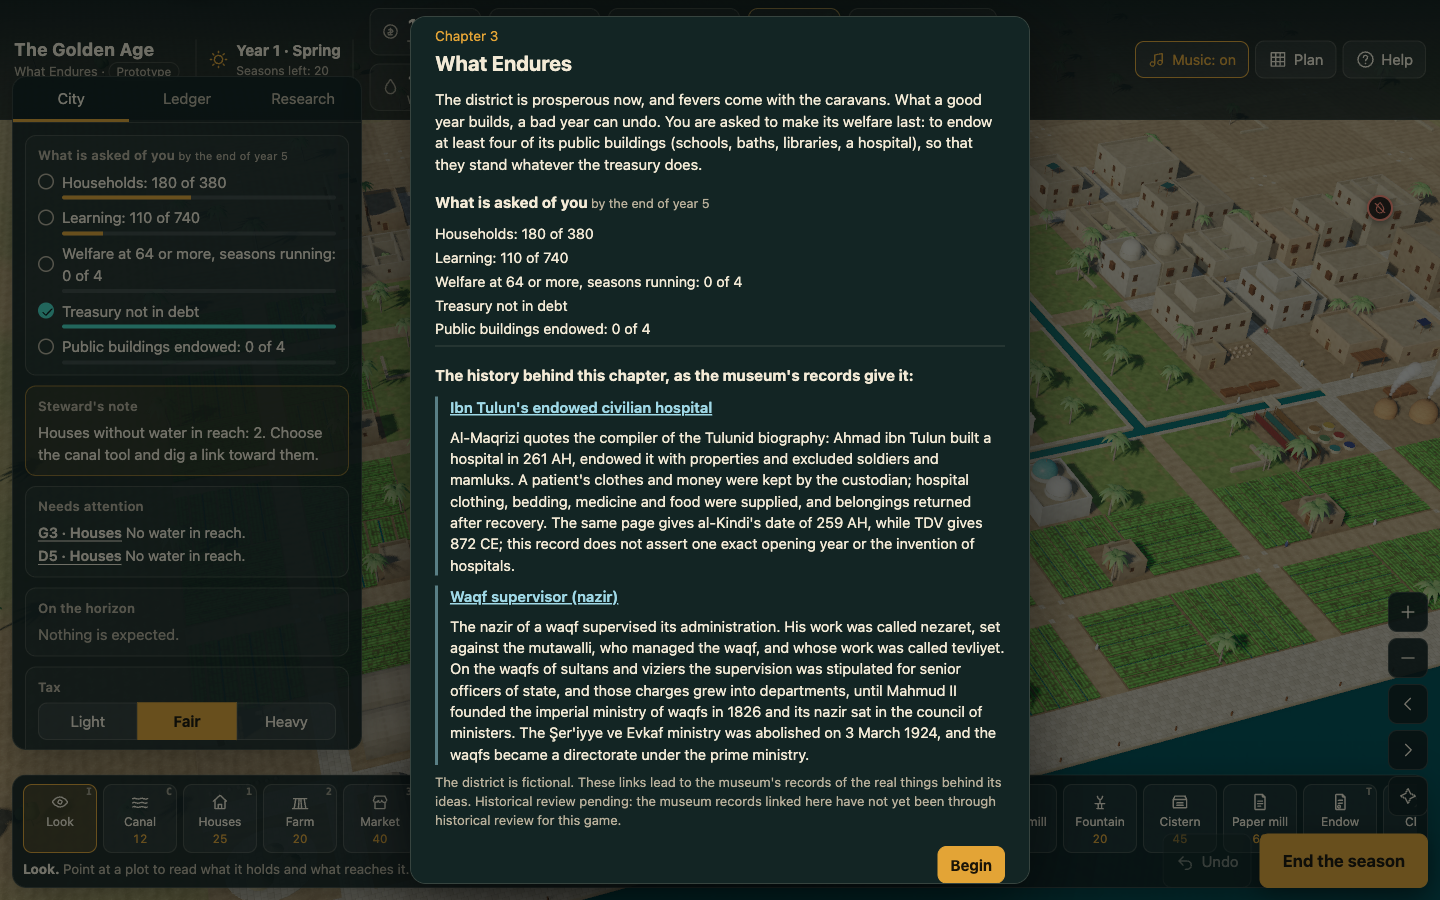 The Golden Age
What Endures · Prototype
Year 1 · Spring
Seasons left: 20
Music: on
Plan
Help
City
Ledger
Research
What is asked of you by the end of year 5
Households: 180 of 380
Learning: 110 of 740
Welfare at 64 or more, seasons running:
0 of 4
Treasury not in debt
Public buildings endowed: 0 of 4
Steward's note
Houses without water in reach: 2. Choose
the canal tool and dig a link toward them.
Needs attention
G3 · Houses No water in reach.
D5 · Houses No water in reach.
On the horizon
Nothing is expected.
Tax
Light
Fair
Heavy
Chapter 3
What Endures
The district is prosperous now, and fevers come with the caravans. What a good
year builds, a bad year can undo. You are asked to make its welfare last: to endow
at least four of its public buildings (schools, baths, libraries, a hospital), so that
they stand whatever the treasury does.
What is asked of you by the end of year 5
Households: 180 of 380
Learning: 110 of 740
Welfare at 64 or more, seasons running: 0 of 4
Treasury not in debt
Public buildings endowed: 0 of 4
The history behind this chapter, as the museum's records give it:
Ibn Tulun's endowed civilian hospital
Al-Maqrizi quotes the compiler of the Tulunid biography: Ahmad ibn Tulun built a
hospital in 261 AH, endowed it with properties and excluded soldiers and
mamluks. A patient's clothes and money were kept by the custodian; hospital
clothing, bedding, medicine and food were supplied, and belongings returned
after recovery. The same page gives al-Kindi's date of 259 AH, while TDV gives
872 CE; this record does not assert one exact opening year or the invention of
hospitals.
Waqf supervisor (nazir)
The nazir of a waqf supervised its administration. His work was called nezaret, set
against the mutawalli, who managed the waqf, and whose work was called tevliyet.
On the waqfs of sultans and viziers the supervision was stipulated for senior
officers of state, and those charges grew into departments, until Mahmud II
founded the imperial ministry of waqfs in 1826 and its nazir sat in the council of
ministers. The Şer'iyye ve Evkaf ministry was abolished on 3 March 1924, and the
waqfs became a directorate under the prime ministry.
The district is fictional. These links lead to the museum's records of the real things behind its
ideas. Historical review pending: the museum records linked here have not yet been through
historical review for this game.
Begin
Look
Canal
C
12
Houses
1
25
Farm
2
20
Market
40
mill
Fountain
20
Cistern
45
Paper mill
Endow
T
Look. Point at a plot to read what it holds and what reaches it.
Undo
End the season